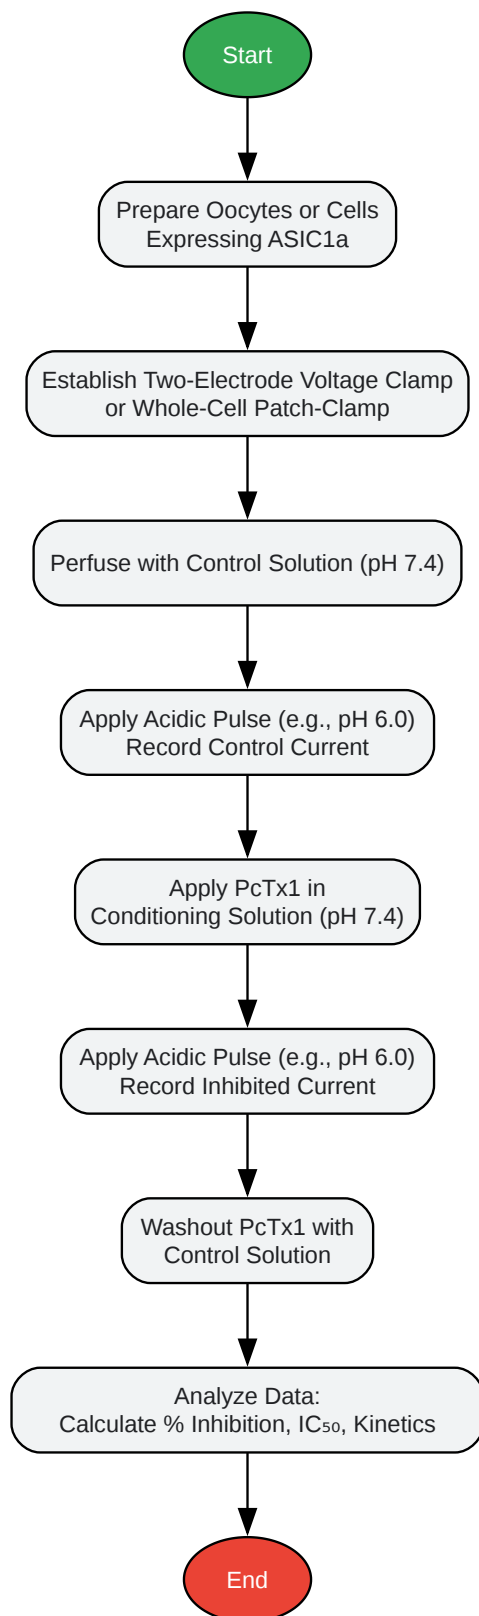 Start
Prepare Oocytes or Cells
Expressing ASIC1a
Establish Two-Electrode Voltage Clamp
or Whole-Cell Patch-Clamp
Perfuse with Control Solution (pH 7.4)
Apply Acidic Pulse (e.g., pH 6.0)
Record Control Current
Apply PcTx1 in
Conditioning Solution (pH 7.4)
Apply Acidic Pulse (e.g., pH 6.0)
Record Inhibited Current
Washout PcTx1 with
Control Solution
Analyze Data:
Calculate % Inhibition, IC₅₀, Kinetics
End